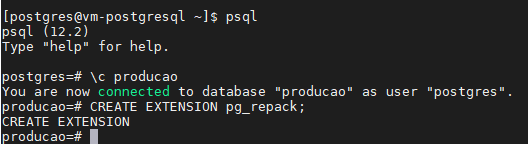 [postgres@vm-postgresql ~]$ psql
psql (12.2)
Type "help" for help.
postgres=# \c producao
You are now connected to database "producao" as user "postgres".
producao=# CREATE EXTENSION pg_repack;
CREATE EXTENSION
producao=#